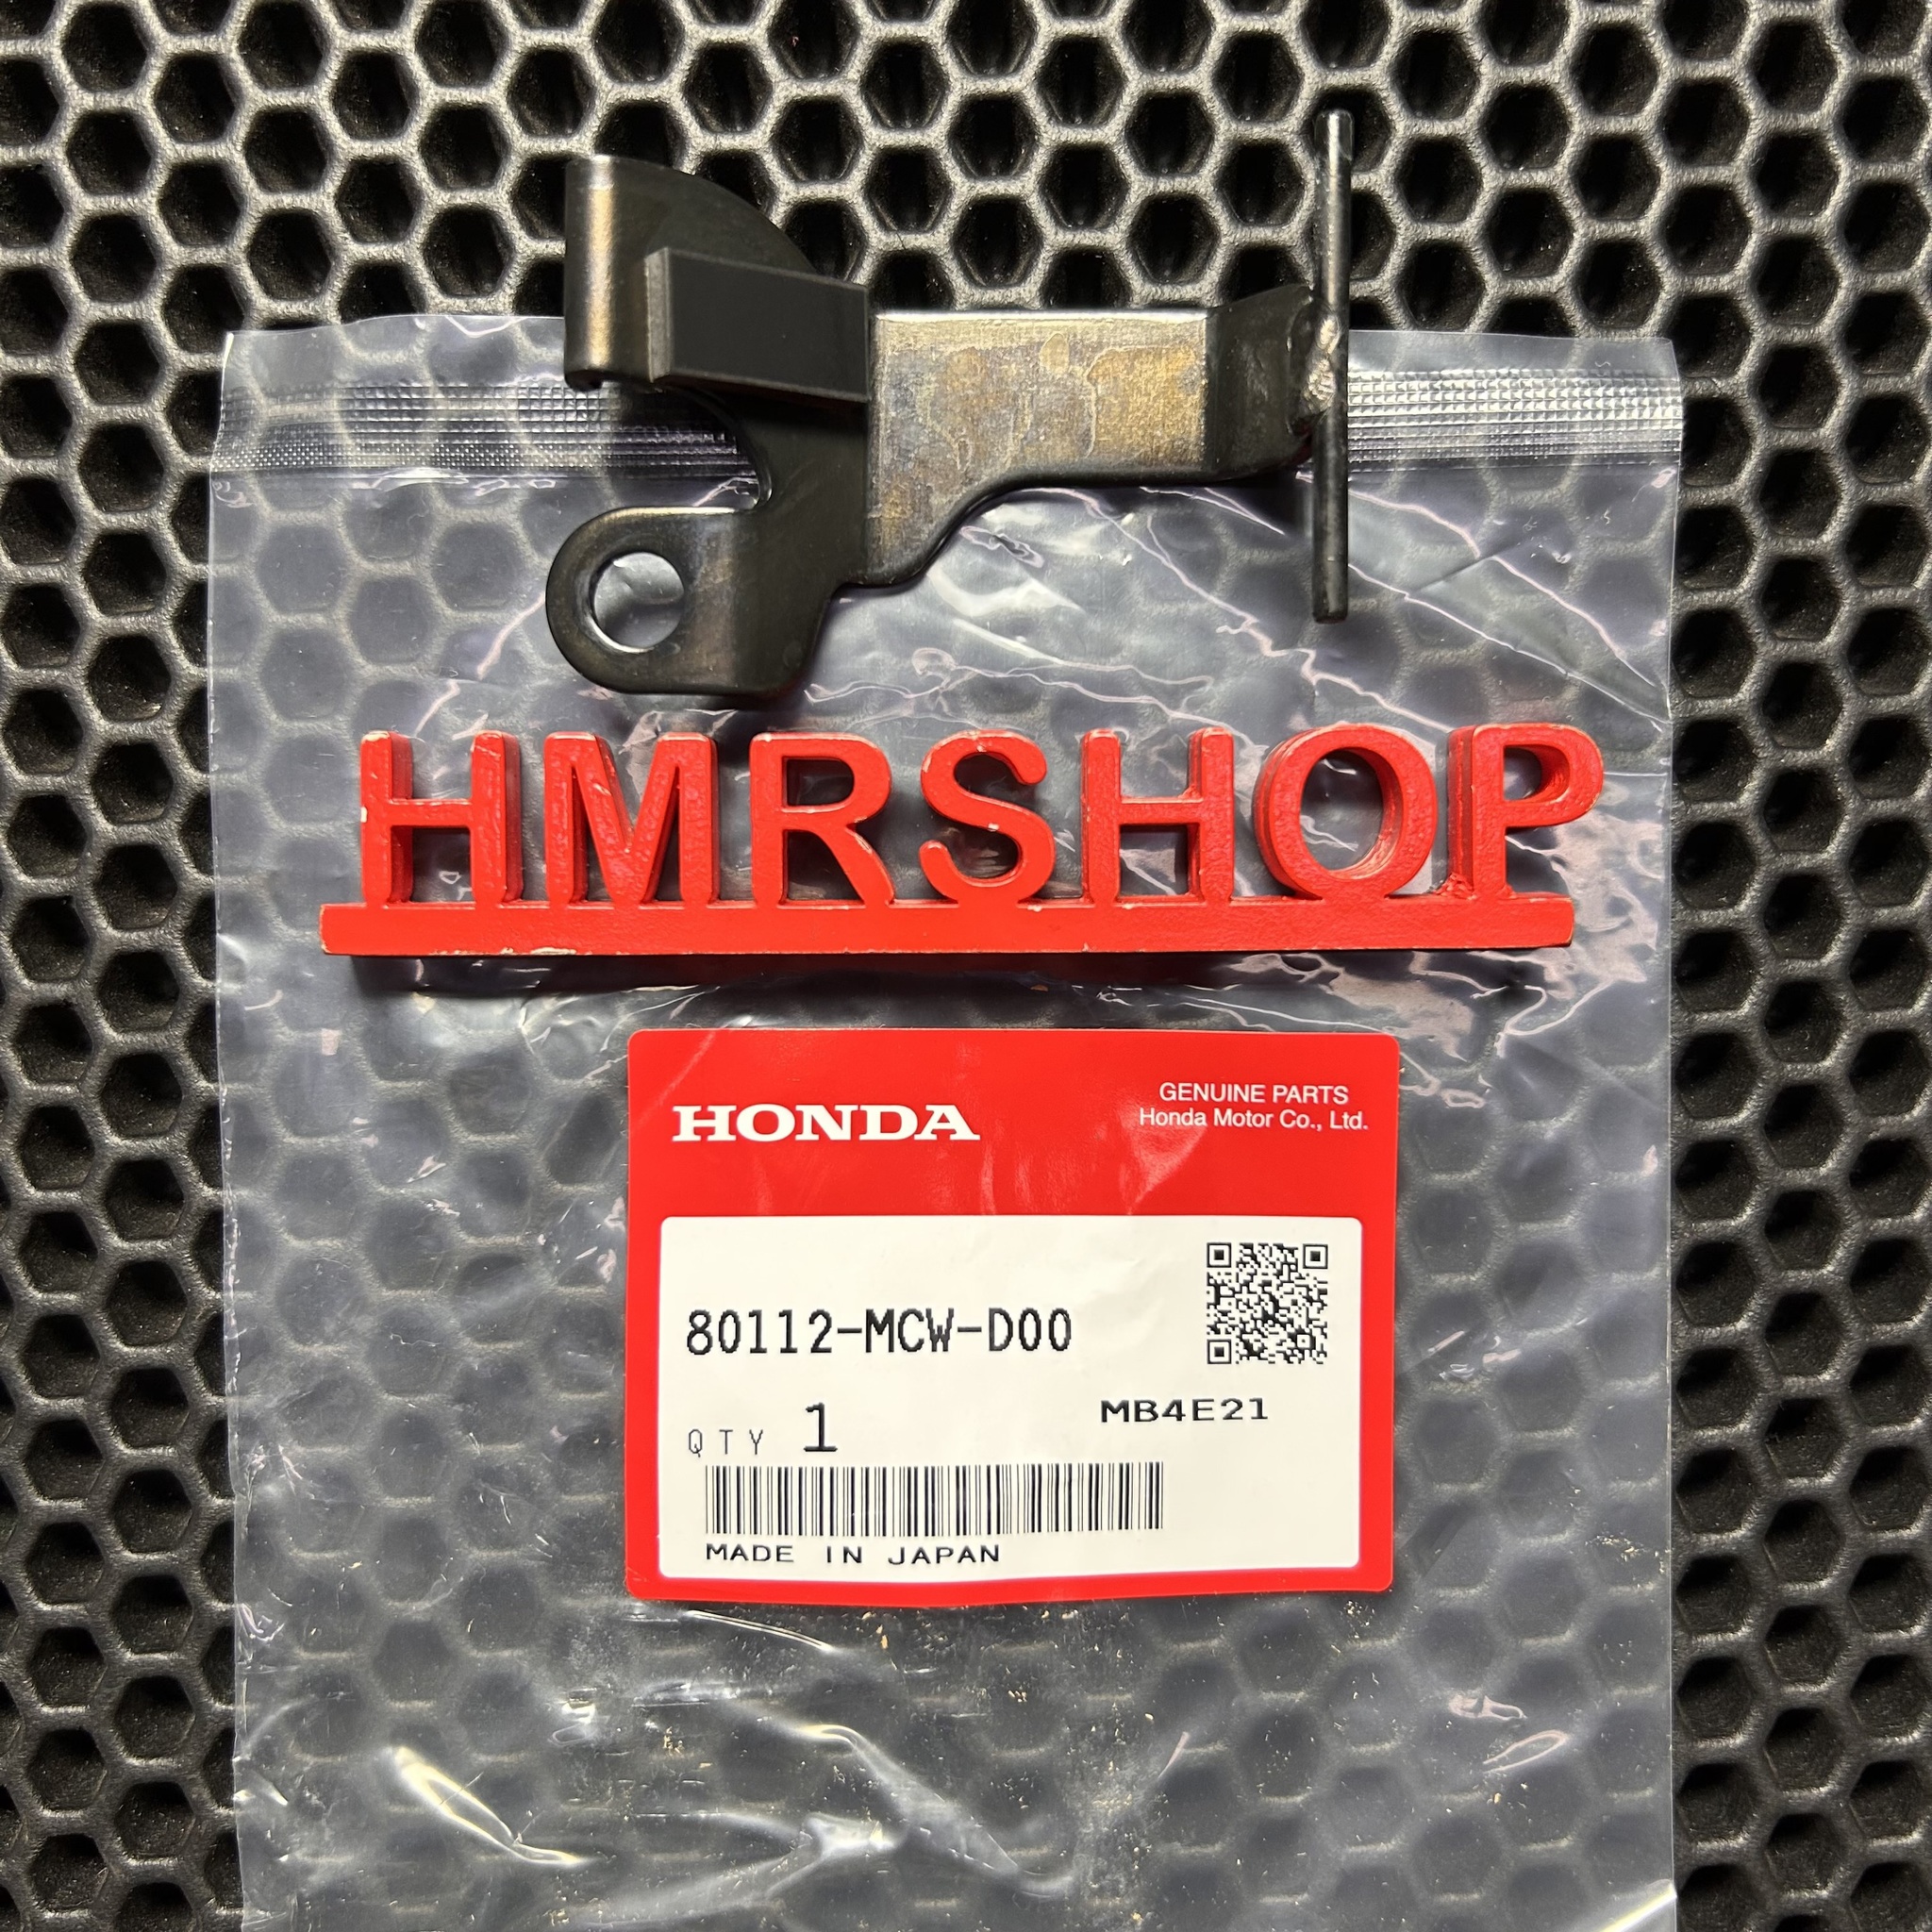 HMRSHOP
HONDA
GENUINE PARTS
Honda Motor Co., Ltd.
80112-MCW-D00
QTY 1
MB4E21
MADE IN JAPAN